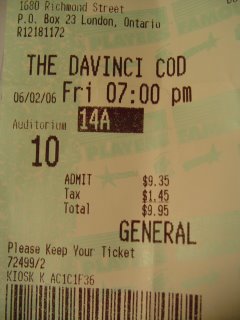 1680 Richmond Street
P.O. Box 23 London, Ontario
R12181172
THE DAVINCI COD
06/02/06 Fri 07:00 pm
Auditorium 14A
10
ADMIT $9.35
Tax $1.45
Total $9.95
GENERAL
Please Keep Your Ticket
72499/2
KIOSK K AC1C1F36